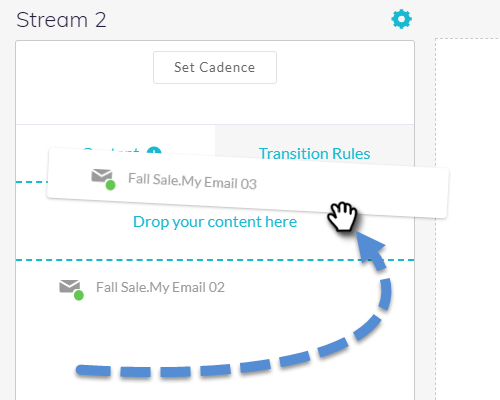 Stream 2
Set Cadence
Content
Transition Rules
Fall Sale.My Email 03
Drop your content here
Fall Sale.My Email 02